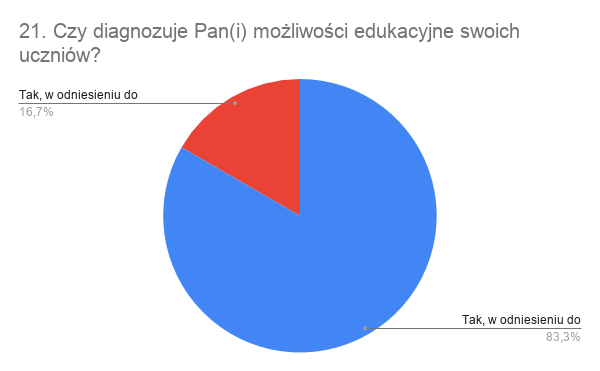 21. Czy diagnozuje Pan(i) możliwości edukacyjne swoich
uczniów?
Tak, w odniesieniu do
16,7%
Tak, w odniesieniu do
83,3%